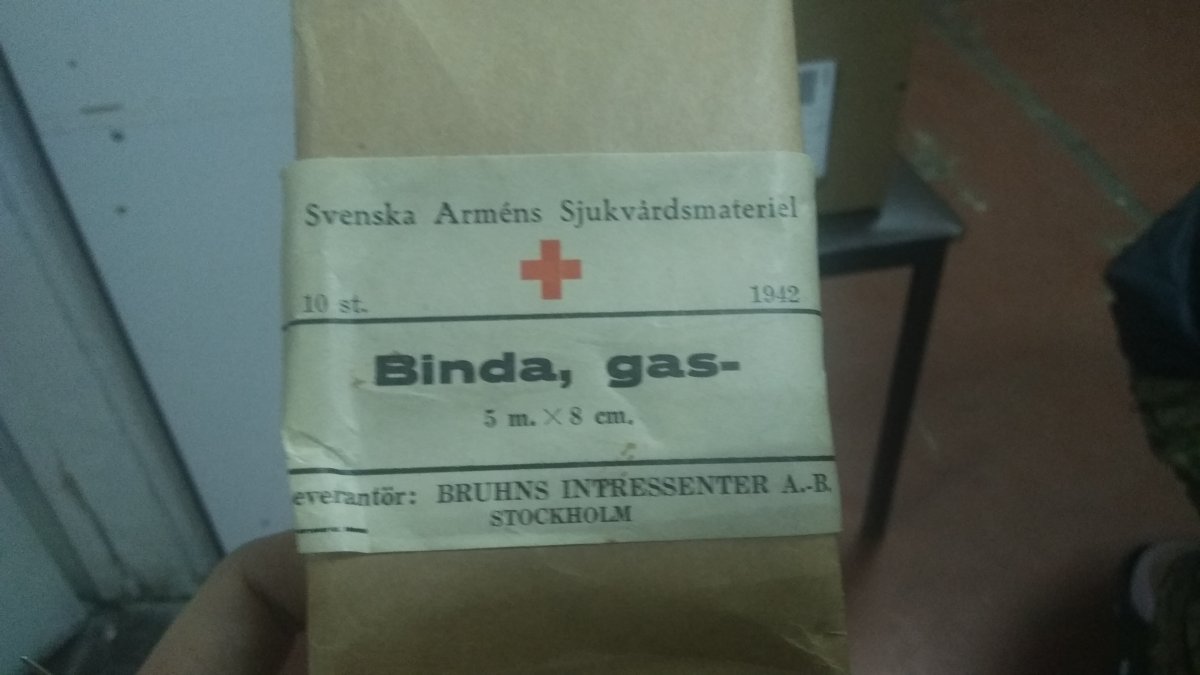 Svenska Arméns Sjukvårdsmateriel
10 st. 1942
Binda, gas-
5 m. × 8 cm.
everantör: BRUHNS INTRESSENTER A.-B.
STOCKHOLM